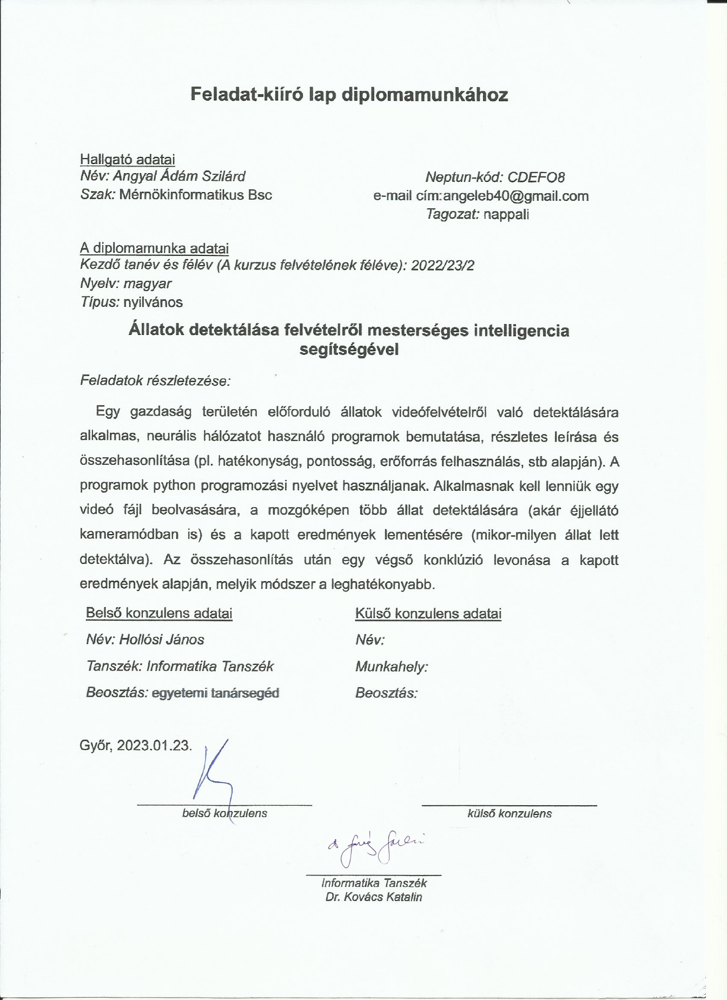 Feladat-kiíró lap diplomamunkához
Hallgató adatai
Név: Angyal Ádám Szilárd
Neptun-kód: CDEFO8
Szak: Mérnökinformatikus Bsc
e-mail cím:angeleb40@gmail.com
Tagozat: nappali
A diplomamunka adatai
Kezdő tanév és félév (A kurzus felvételének féléve): 2022/23/2
Nyelv: magyar
Típus: nyilvános
Állatok detektálása felvételről mesterséges intelligencia
segítségével
Feladatok részletezése:
Egy gazdaság területén előforduló állatok videófelvételről való detektálására
alkalmas, neurális hálózatot használó programok bemutatása, részletes leírása és
összehasonlítása (pl. hatékonyság, pontosság, erőforrás felhasználás, stb alapján). A
programok python programozási nyelvet használjanak. Alkalmasnak kell lenniük egy
videó fájl beolvasására, a mozgóképen több állat detektálására (akár éjjellátó
kameramódban is) és a kapott eredmények lementésére (mikor-milyen állat lett
detektálva). Az összehasonlítás után egy végső konklúzió levonása a kapott
eredmények alapján, melyik módszer a leghatékonyabb.
Belső konzulens adatai
Külső konzulens adatai
Név: Hollósi János
Név:
Tanszék: Informatika Tanszék
Munkahely:
Beosztás: egyetemi tanársegéd
Beosztás:
Győr, 2023.01.23.
belső konzulens
külső konzulens
Informatika Tanszék
Dr. Kovács Katalin